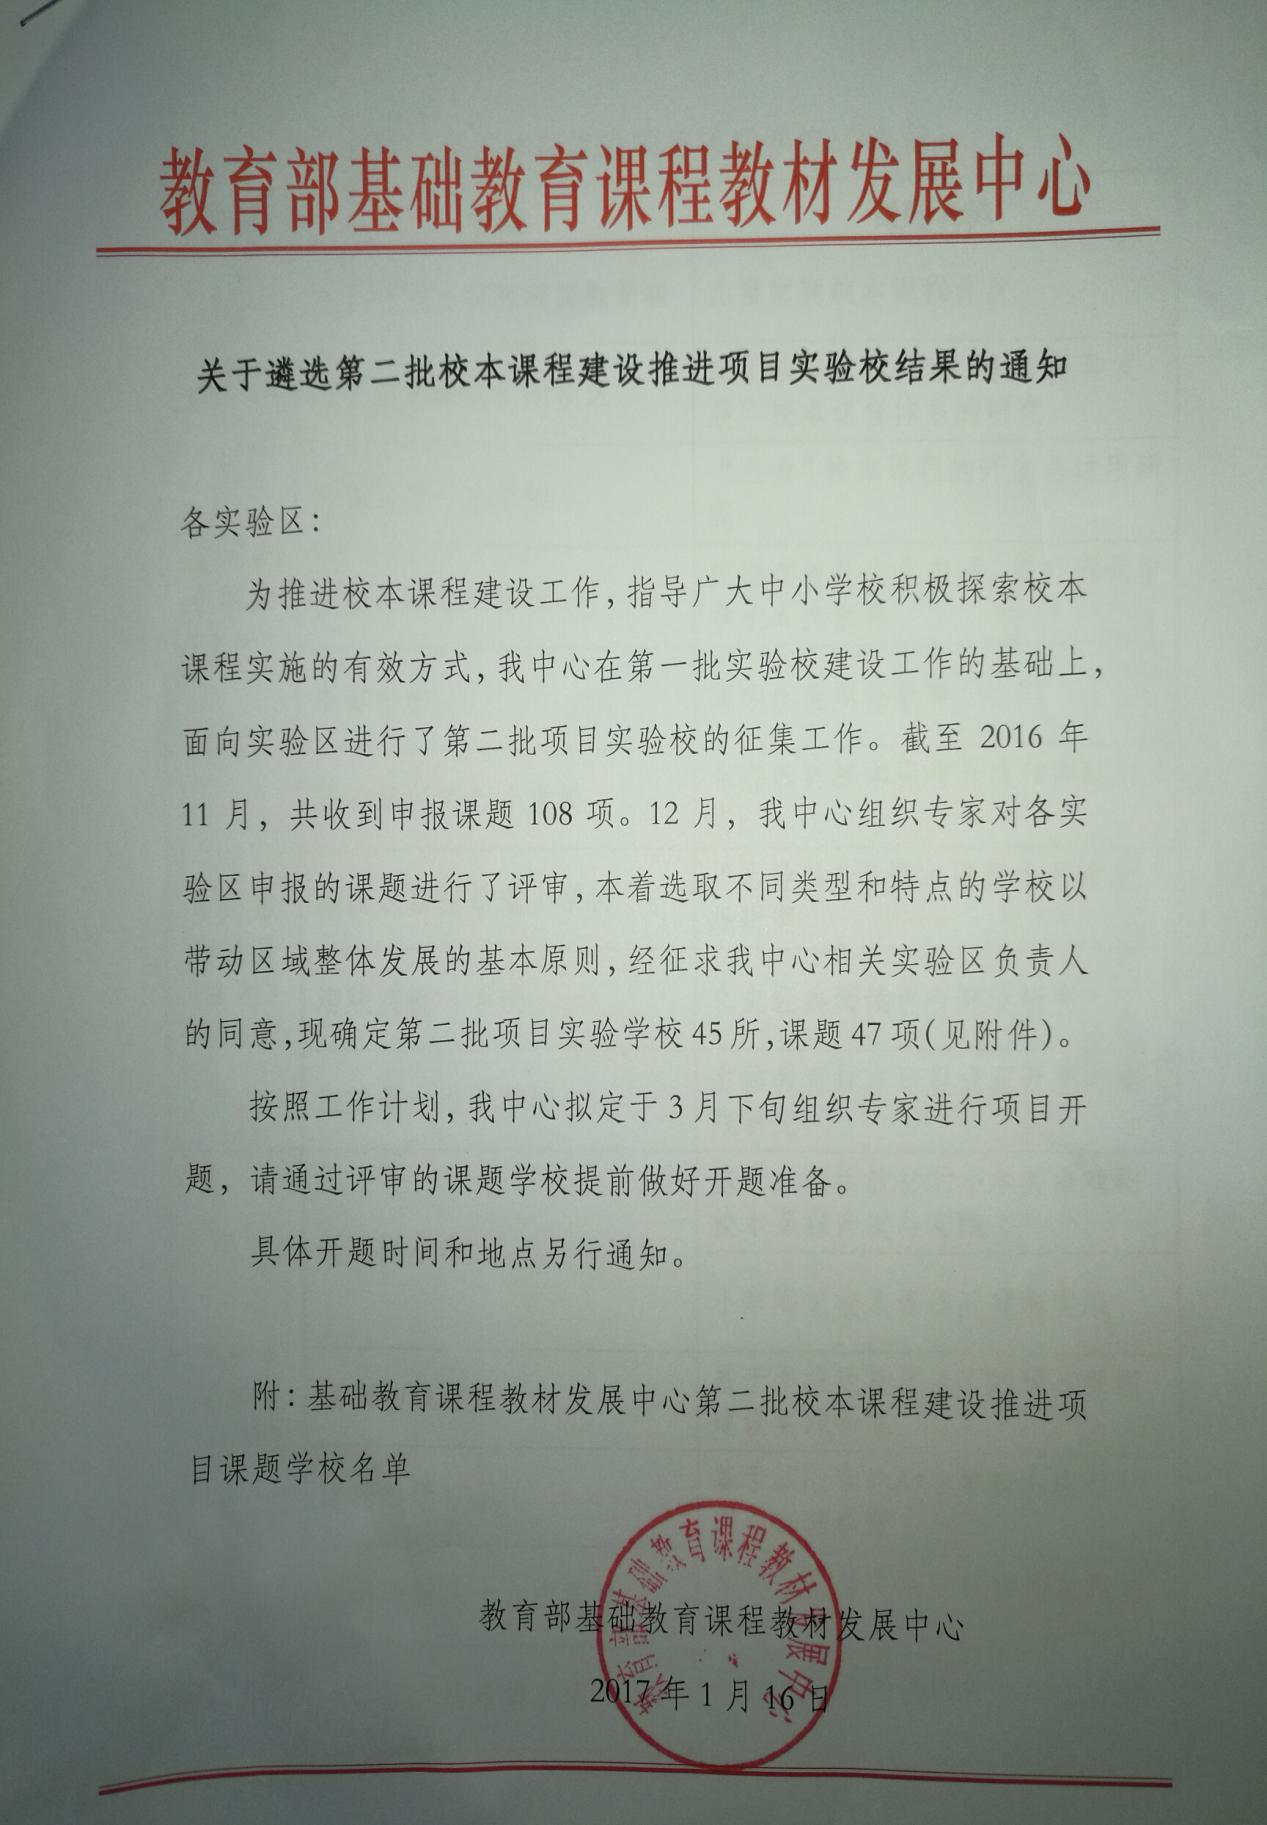 教育部基础教育课程教材发展中心
关于遴选第二批校本课程建设推进项目实验校结果的通知
各实验区：
为推进校本课程建设工作，指导广大中小学校积极探索校本
课程实施的有效方式，我中心在第一批实验校建设工作的基础上，
面向实验区进行了第二批项目实验校的征集工作。截至 2016 年
11 月，共收到申报课题 108 项。12 月，我中心组织专家对各实
验区申报的课题进行了评审，本着选取不同类型和特点的学校以
带动区域整体发展的基本原则，经征求我中心相关实验区负责人
的同意，现确定第二批项目实验学校 45 所，课题 47 项（见附件）。
按照工作计划，我中心拟定于 3 月下旬组织专家进行项目开
题，请通过评审的课题学校提前做好开题准备。
具体开题时间和地点另行通知。
附：基础教育课程教材发展中心第二批校本课程建设推进项
目课题学校名单
教育部基础教育课程教材发展中心
教育部基础教育课程教材发展中心
2017 年 1 月 16 日